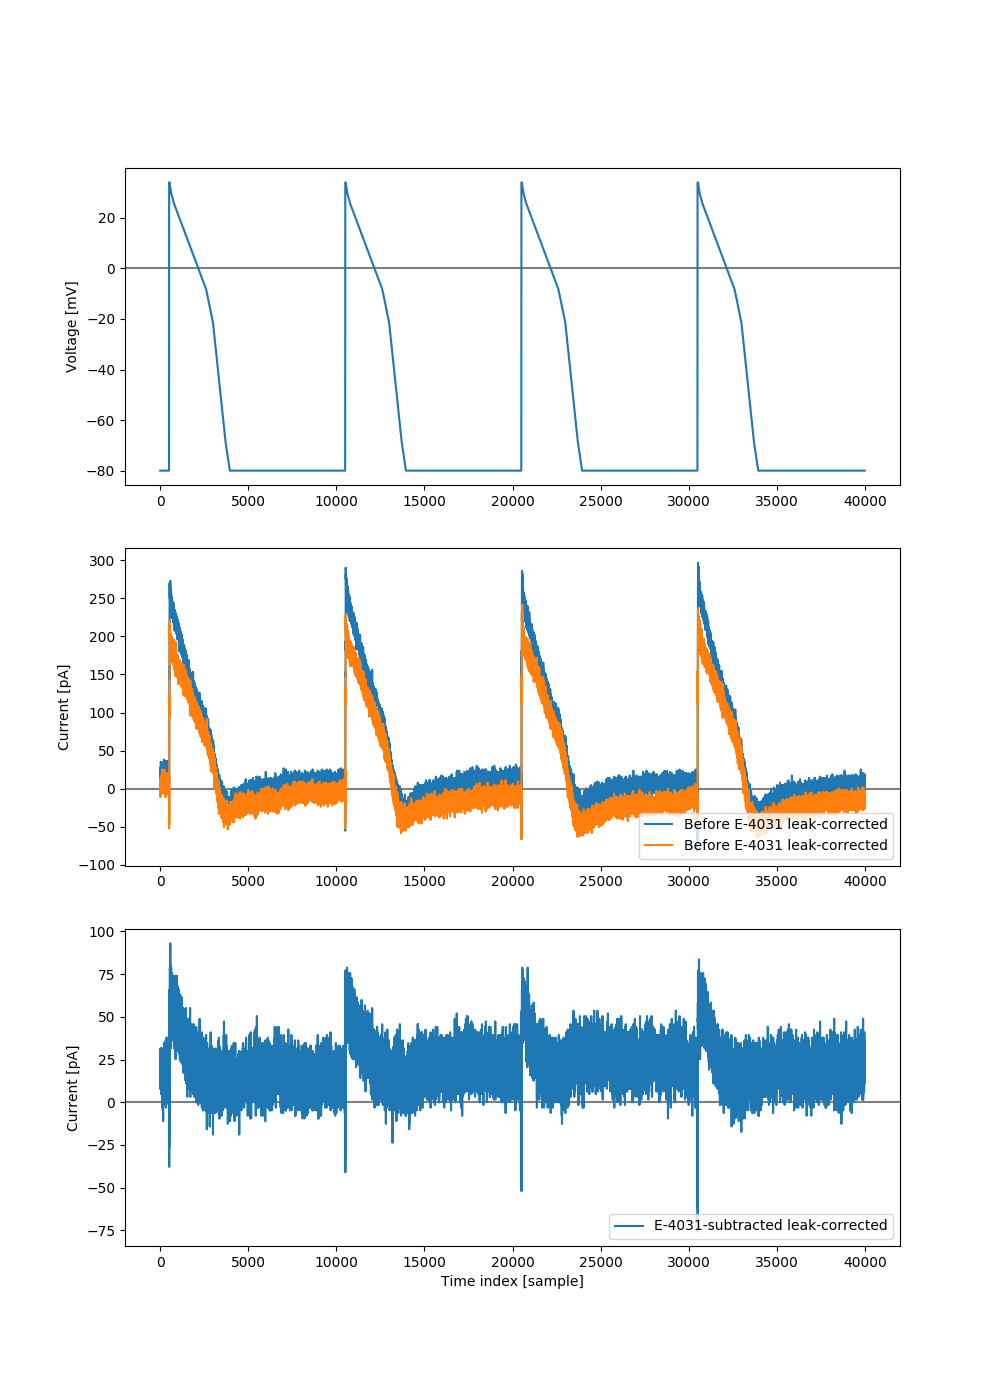 20
0
−20
−40
−60
−80
Voltage [mV]
0 5000 10000 15000 20000 25000 30000 35000 40000
300
250
200
150
100
50
0
−50
−100
Current [pA]
Before E-4031 leak-corrected
Before E-4031 leak-corrected
0 5000 10000 15000 20000 25000 30000 35000 40000
100
75
50
25
0
−25
−50
−75
Current [pA]
E-4031-subtracted leak-corrected
0 5000 10000 15000 20000 25000 30000 35000 40000
Time index [sample]